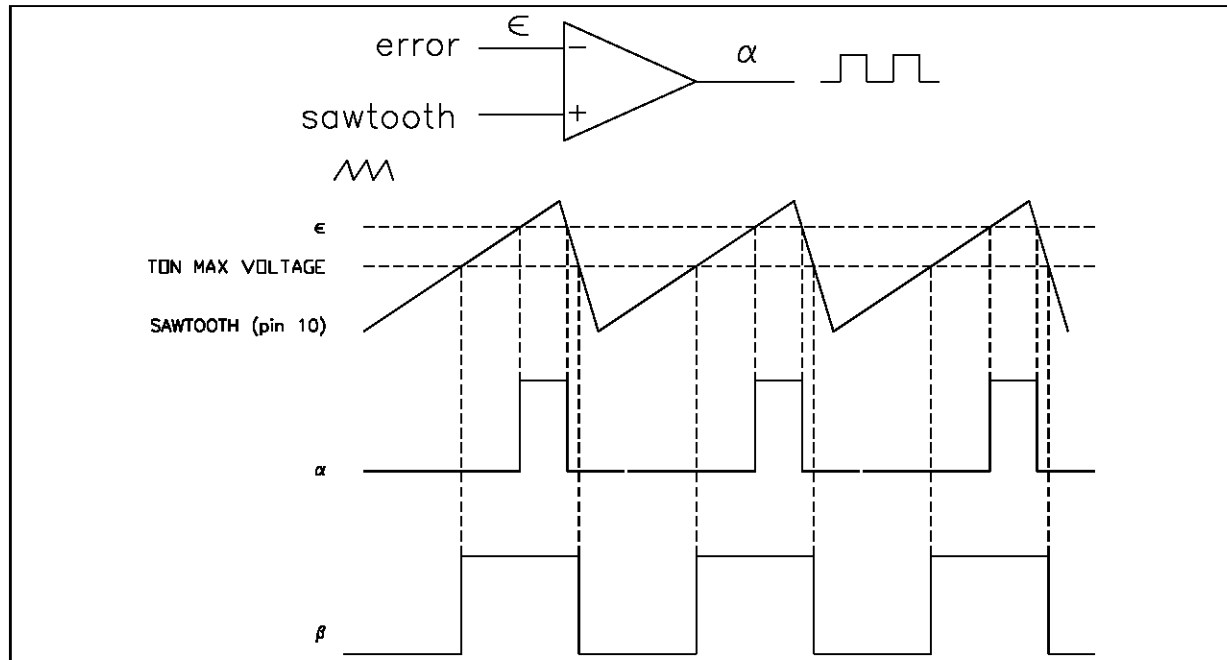 ϵ
error −
α
sawtooth +
ϵ
TON MAX VOLTAGE
SAWTOOTH (pin 10)
α
β